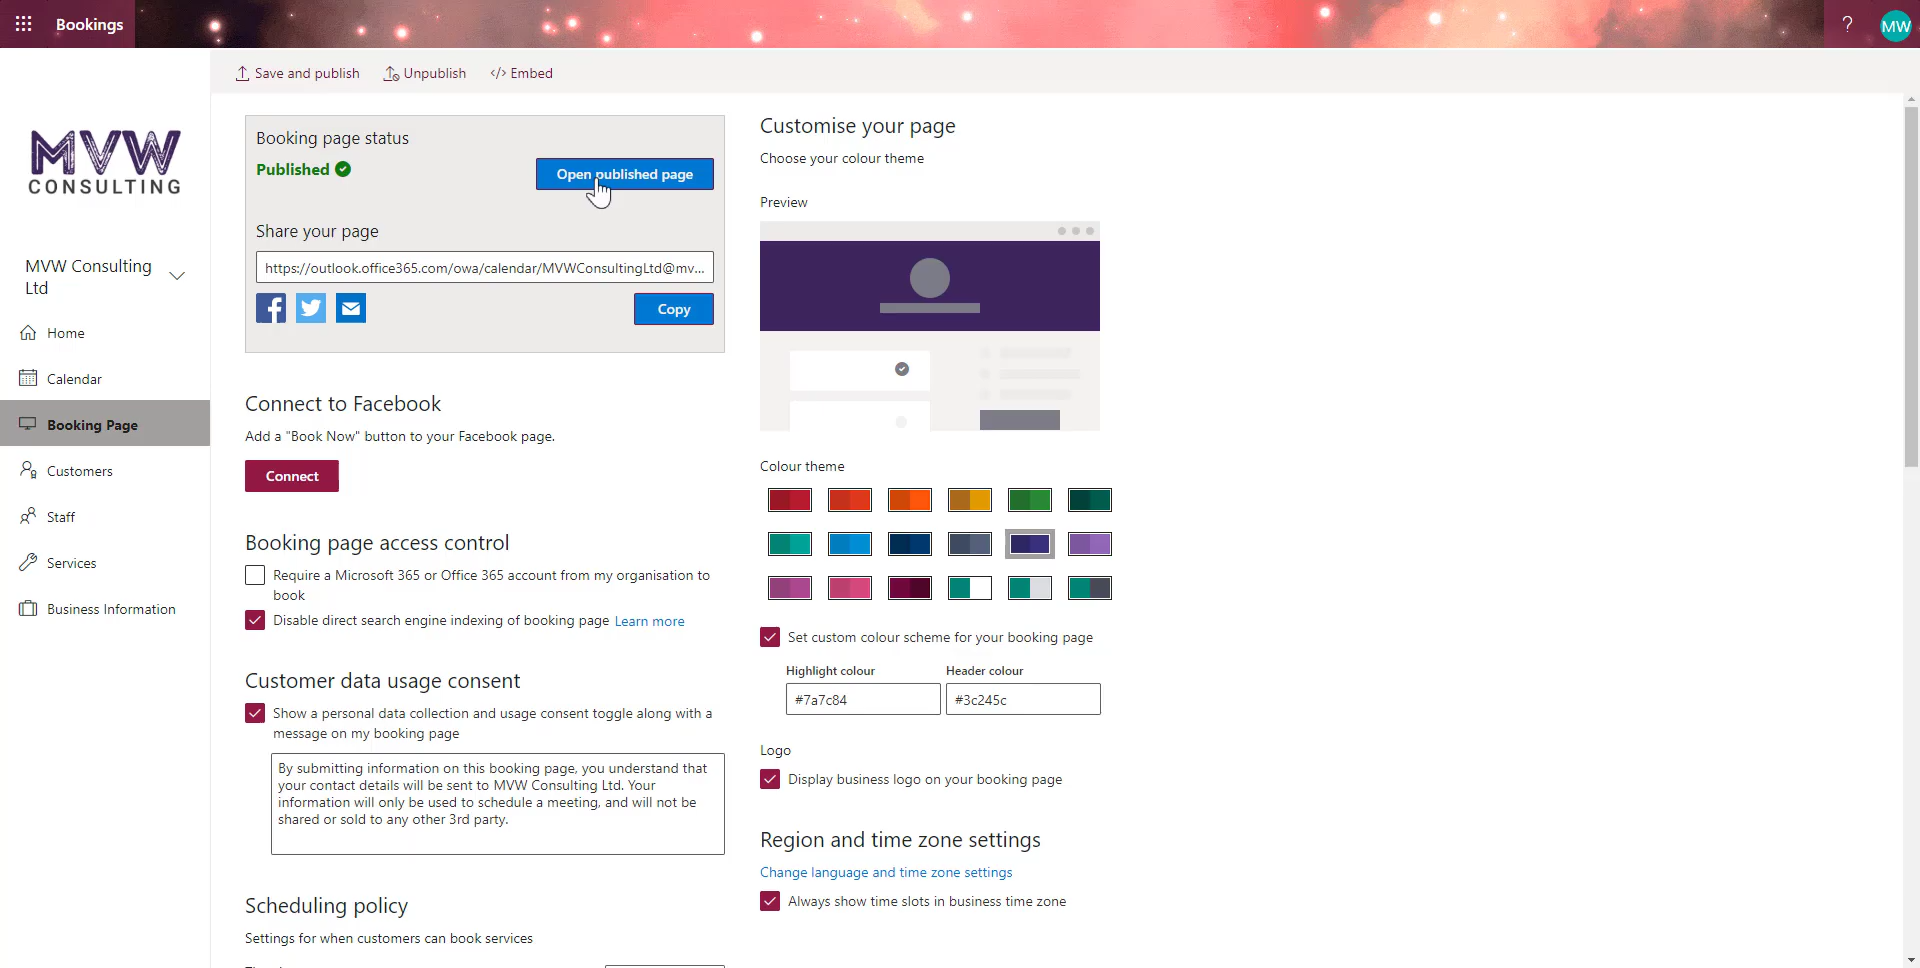 Bookings
?
MW
Save and publish
Unpublish
</> Embed
MVW
CONSULTING
MVW Consulting
Ltd
Home
Calendar
Booking Page
Customers
Staff
Services
Business Information
Booking page status
Published
Open published page
Share your page
https://outlook.office365.com/owa/calendar/MVWConsultingLtd@mv...
Copy
Connect to Facebook
Add a "Book Now" button to your Facebook page.
Connect
Booking page access control
Require a Microsoft 365 or Office 365 account from my organisation to
book
Disable direct search engine indexing of booking page Learn more
Customer data usage consent
Show a personal data collection and usage consent toggle along with a
message on my booking page
By submitting information on this booking page, you understand that
your contact details will be sent to MVW Consulting Ltd. Your
information will only be used to schedule a meeting, and will not be
shared or sold to any other 3rd party.
Scheduling policy
Settings for when customers can book services
Customise your page
Choose your colour theme
Preview
Colour theme
Set custom colour scheme for your booking page
Highlight colour
Header colour
#7a7c84
#3c245c
Logo
Display business logo on your booking page
Region and time zone settings
Change language and time zone settings
Always show time slots in business time zone